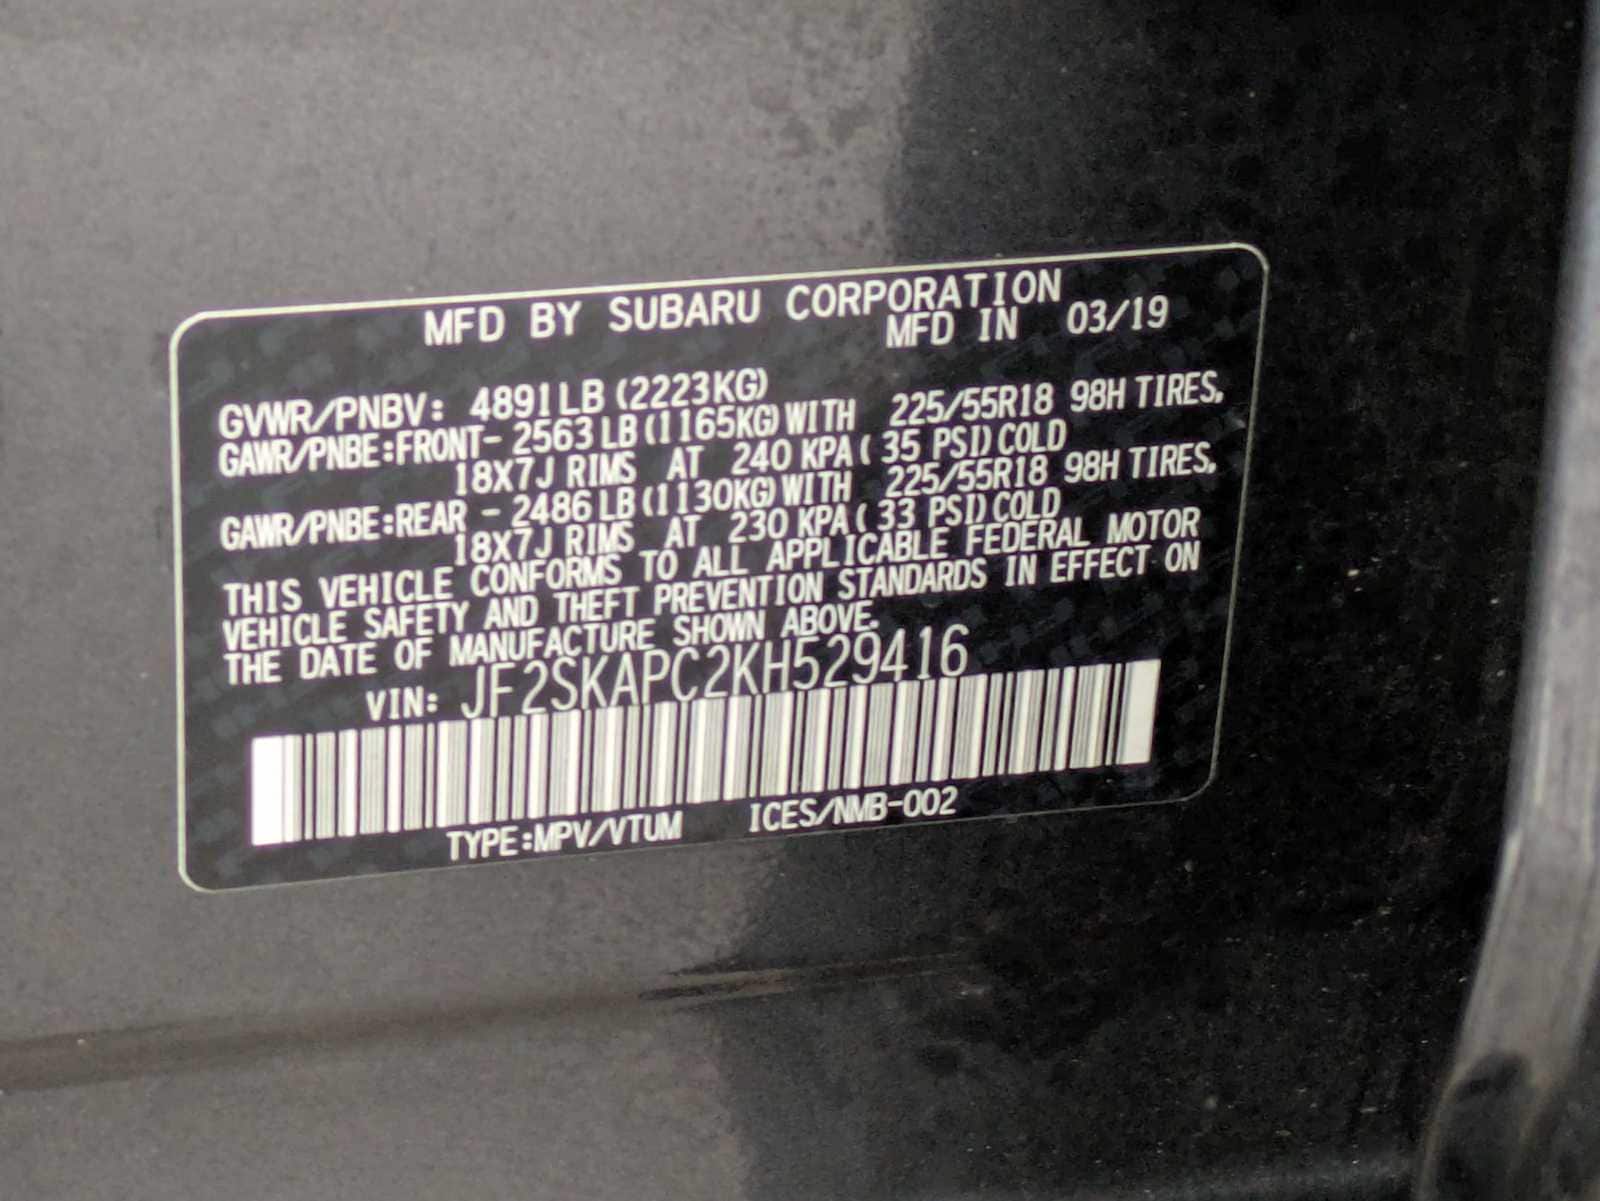 MFD BY SUBARU CORPORATION
MFD IN 03/19
GVWR/PNBV: 4891LB (2223KG)
GAWR/PNBE:FRONT- 2563 LB (1165KG) WITH 225/55R18 98H TIRES,
18X7J RIMS AT 240 KPA ( 35 PSI) COLD
GAWR/PNBE:REAR - 2486 LB (1130KG) WITH 225/55R18 98H TIRES,
18X7J RIMS AT 230 KPA ( 33 PSI) COLD
THIS VEHICLE CONFORMS TO ALL APPLICABLE FEDERAL MOTOR
VEHICLE SAFETY AND THEFT PREVENTION STANDARDS IN EFFECT ON
THE DATE OF MANUFACTURE SHOWN ABOVE.
VIN: JF2SKAPC2KH529416
TYPE:MPV/VTUM ICES/NMB-002